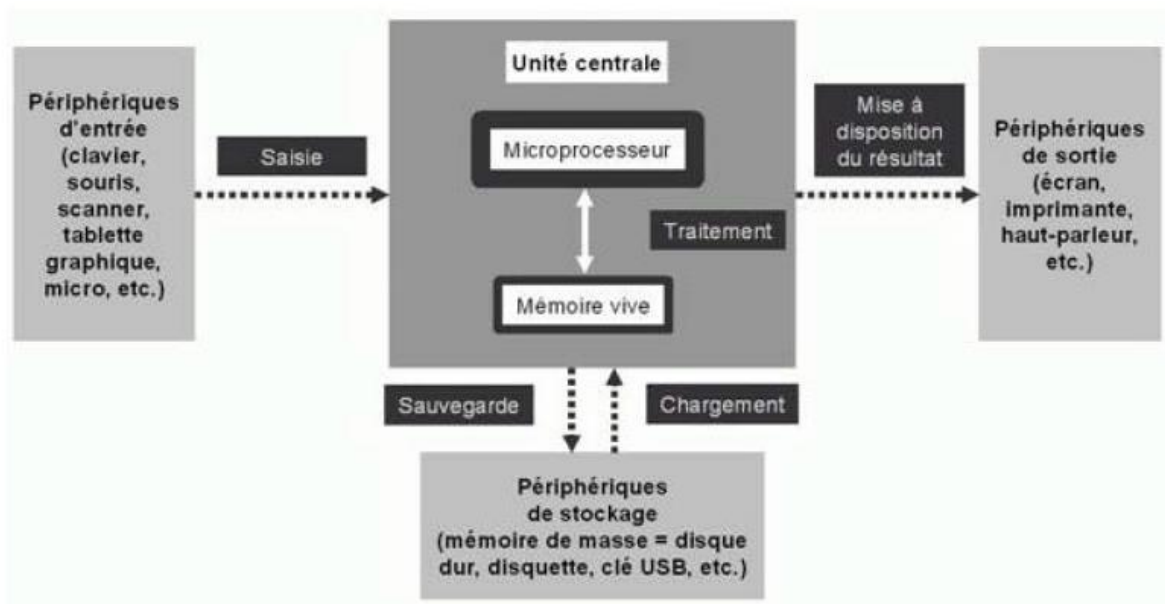 Périphériques
d'entrée
(clavier,
souris,
scanner,
tablette
graphique,
micro, etc.)
Saisie
Unité centrale
Microprocesseur
Traitement
Mémoire vive
Mise à
disposition
du résultat
Périphériques
de sortie
(écran,
imprimante,
haut-parleur,
etc.)
Sauvegarde
Chargement
Périphériques
de stockage
(mémoire de masse = disque
dur, disquette, clé USB, etc.)